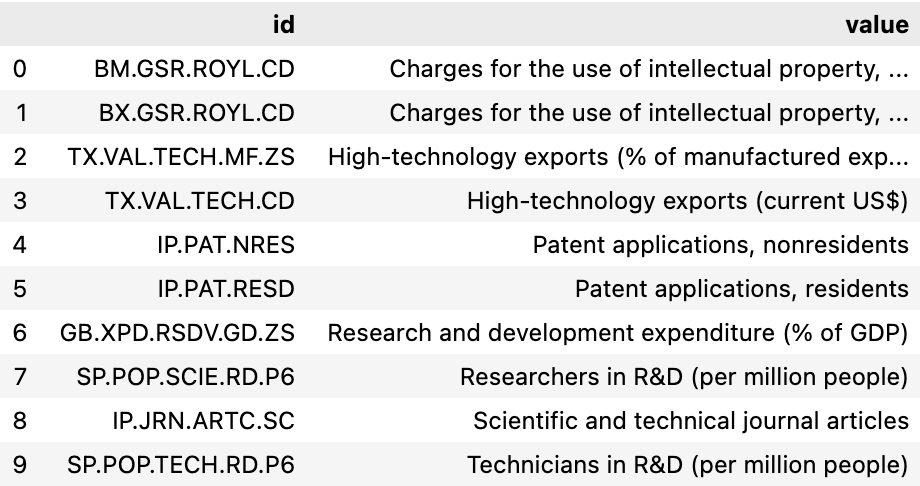 id value
0 BM.GSR.ROYL.CD Charges for the use of intellectual property, ...
1 BX.GSR.ROYL.CD Charges for the use of intellectual property, ...
2 TX.VAL.TECH.MF.ZS High-technology exports (% of manufactured exp...
3 TX.VAL.TECH.CD High-technology exports (current US$)
4 IP.PAT.NRES Patent applications, nonresidents
5 IP.PAT.RESD Patent applications, residents
6 GB.XPD.RSDV.GD.ZS Research and development expenditure (% of GDP)
7 SP.POP.SCIE.RD.P6 Researchers in R&D (per million people)
8 IP.JRN.ARTC.SC Scientific and technical journal articles
9 SP.POP.TECH.RD.P6 Technicians in R&D (per million people)